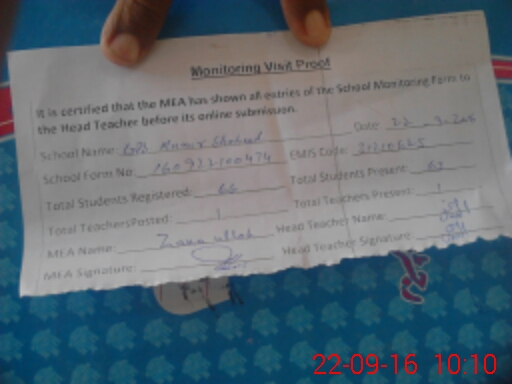 Monitoring Visit Proof
It is certified that the MEA has shown all entries of the School Monitoring Form to
the Head Teacher before its online submission.
School Name: GPS Date: 22
School Form No: EMIS Code:
Total Students Registered: 66 Total Students Present: 62
Total Teachers Posted: 1 Total Teachers Present: 1
MEA Name: Head Teacher Name:
MEA Signature: Head Teacher Signature:
22-09-16 10:10